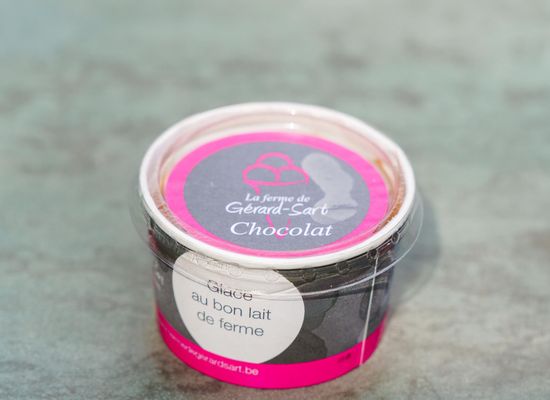 La ferme de
Gérard-Sart
Chocolat
Glace
au bon lait
de ferme